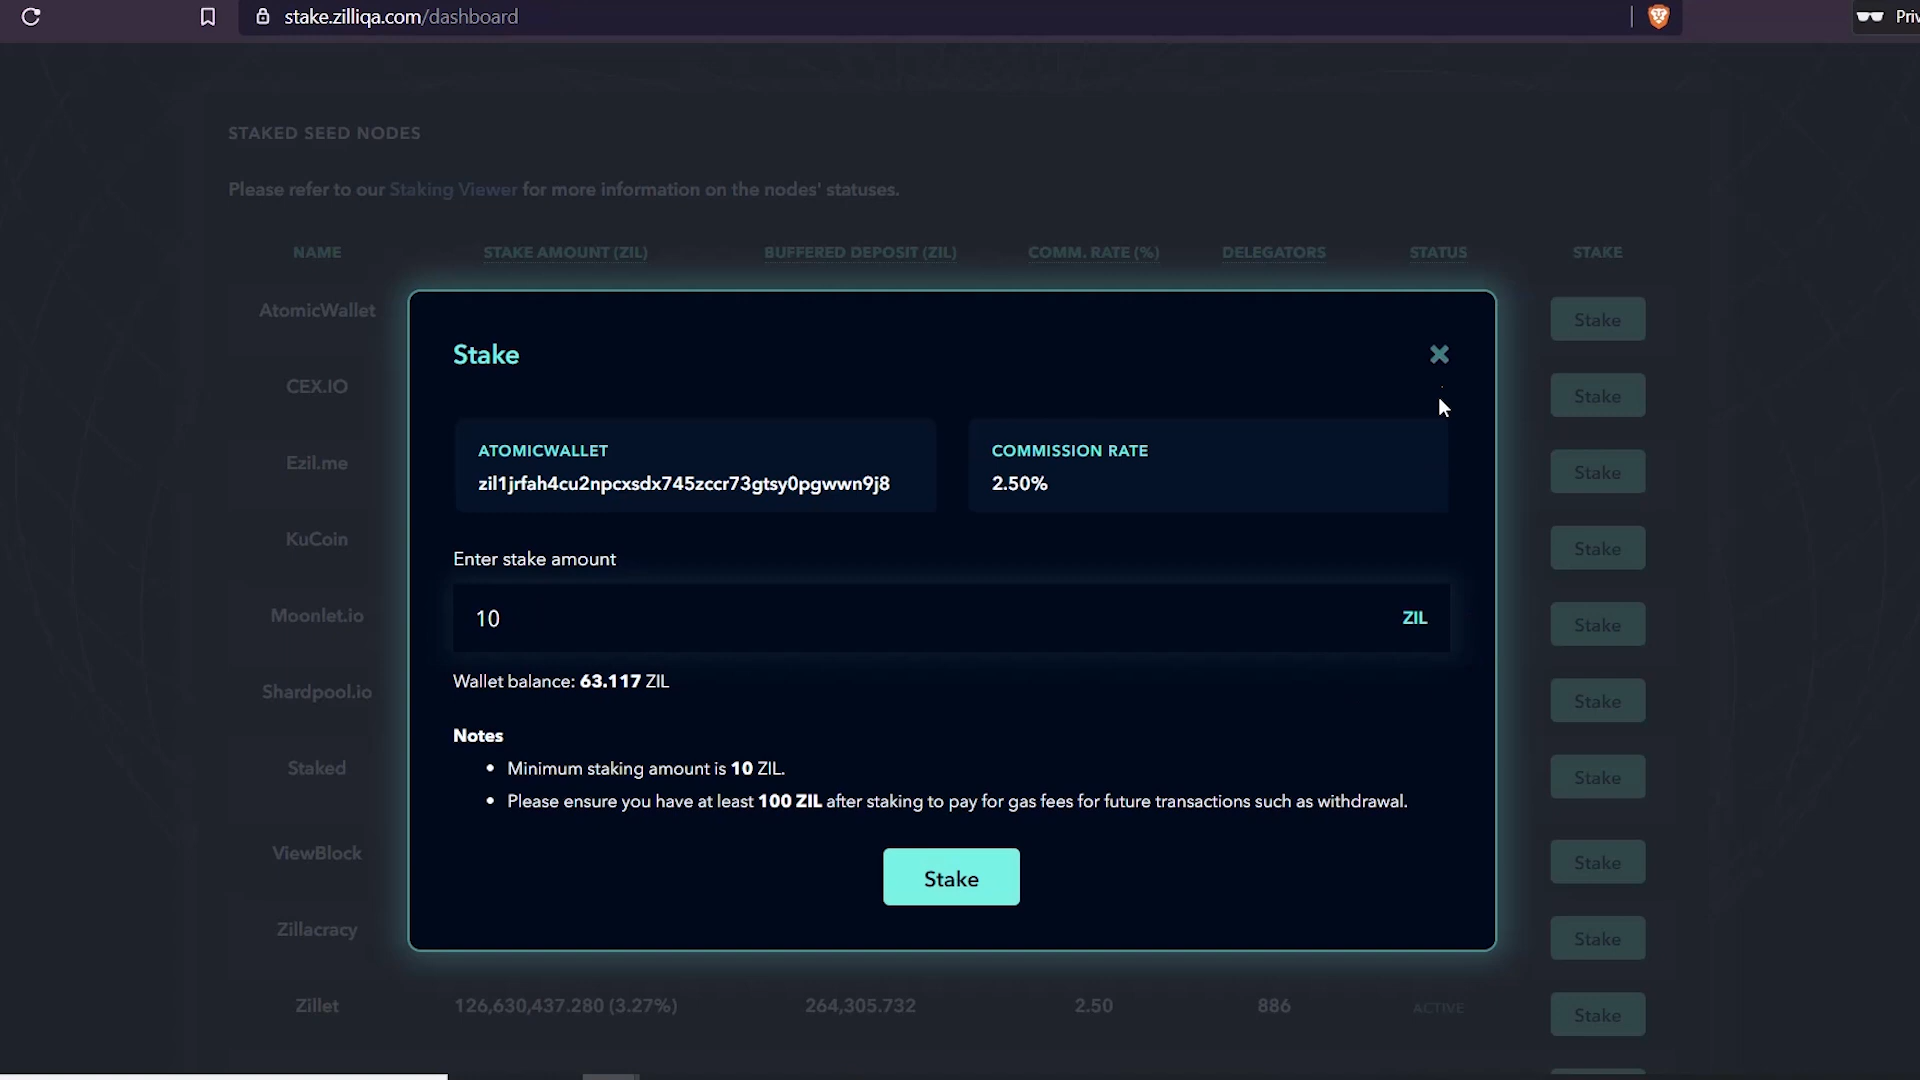 stake.zilliqa.com/dashboard
STAKED SEED NODES
Please refer to our Staking Viewer for more information on the nodes' statuses.
NAME STAKE AMOUNT (ZIL) BUFFERED DEPOSIT (ZIL) COMM. RATE (%) DELEGATORS STATUS STAKE
AtomicWallet Stake
CEX.IO Stake
Ezil.me Stake
KuCoin Stake
Moonlet.io Stake
Shardpool.io Stake
Staked Stake
ViewBlock Stake
Zillacracy Stake
Zillet 126,630,437.280 (3.27%) 264,305.732 2.50 886 ACTIVE Stake
Stake
ATOMICWALLET
zil1jrfah4cu2npcxsdx745zccr73gtsy0pgwwn9j8
COMMISSION RATE
2.50%
Enter stake amount
10 ZIL
Wallet balance: 63.117 ZIL
Notes
• Minimum staking amount is 10 ZIL.
• Please ensure you have at least 100 ZIL after staking to pay for gas fees for future transactions such as withdrawal.
Stake